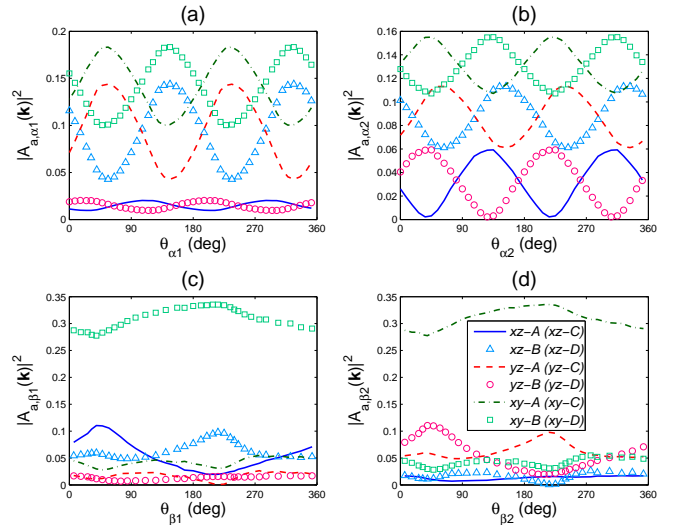 (a)
(b)
0.2
0.15
0.1
0.05
0
|A_{a,α1}(k)|^2
0 90 180 270 360
θ_{α1} (deg)
0.16
0.14
0.12
0.1
0.08
0.06
0.04
0.02
0
|A_{a,α2}(k)|^2
0 90 180 270 360
θ_{α2} (deg)
(c)
(d)
0.35
0.3
0.25
0.2
0.15
0.1
0.05
0
|A_{a,β1}(k)|^2
0 90 180 270 360
θ_{β1} (deg)
0.35
0.3
0.25
0.2
0.15
0.1
0.05
0
|A_{a,β2}(k)|^2
xz−A (xz−C)
xz−B (xz−D)
yz−A (yz−C)
yz−B (yz−D)
xy−A (xy−C)
xy−B (xy−D)
0 90 180 270 360
θ_{β2} (deg)